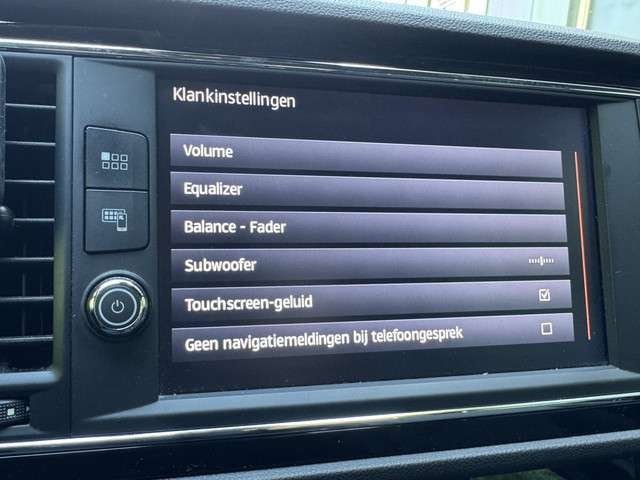 Klankinstellingen
Volume
Equalizer
Balance - Fader
Subwoofer
Touchscreen-geluid
Geen navigatiemeldingen bij telefoongesprek